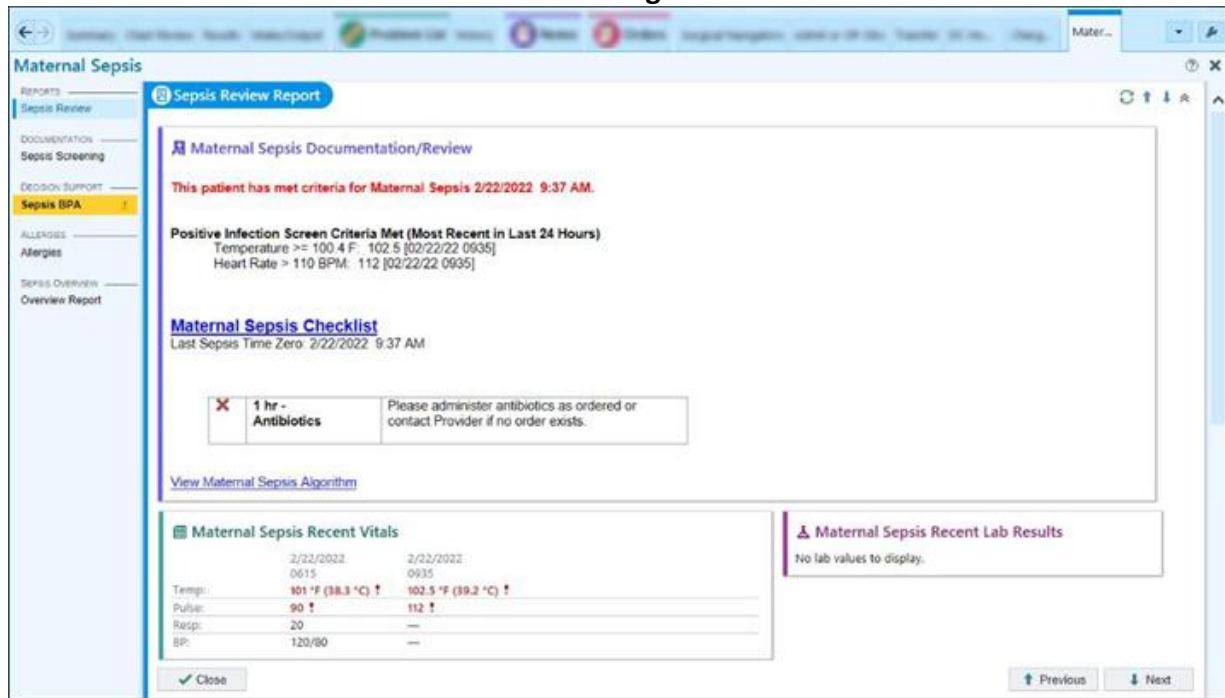 Mater...
Maternal Sepsis
REPORTS
Sepsis Review
DOCUMENTATION
Sepsis Screening
DECISION SUPPORT
Sepsis BPA
ALLERGIES
Allergies
SEPSIS OVERVIEW
Overview Report
Sepsis Review Report
Maternal Sepsis Documentation/Review
This patient has met criteria for Maternal Sepsis 2/22/2022 9:37 AM.
Positive Infection Screen Criteria Met (Most Recent in Last 24 Hours)
Temperature >= 100.4 F: 102.5 [02/22/22 0935]
Heart Rate > 110 BPM: 112 [02/22/22 0935]
Maternal Sepsis Checklist
Last Sepsis Time Zero: 2/22/2022 9:37 AM
1 hr - Please administer antibiotics as ordered or
Antibiotics contact Provider if no order exists.
View Maternal Sepsis Algorithm
Maternal Sepsis Recent Vitals
2/22/2022 2/22/2022
0615 0935
Temp: 101 °F (38.3 °C) ! 102.5 °F (39.2 °C) !
Pulse: 90 ! 112 !
Resp: 20 —
BP: 120/80 —
Maternal Sepsis Recent Lab Results
No lab values to display.
Close
Previous Next